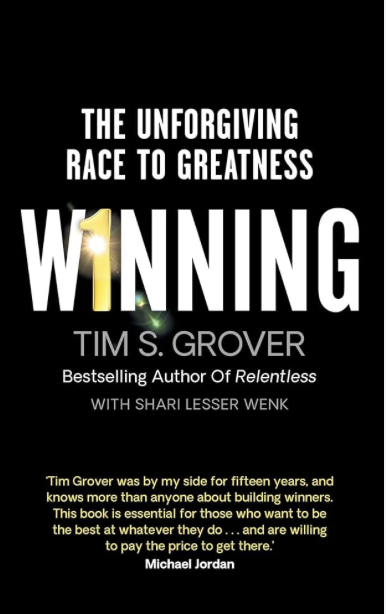 THE UNFORGIVING
RACE TO GREATNESS
W1NNING
TIM S. GROVER
Bestselling Author Of Relentless
WITH SHARI LESSER WENK
'Tim Grover was by my side for fifteen years, and
knows more than anyone about building winners.
This book is essential for those who want to be
the best at whatever they do . . . and are willing
to pay the price to get there.'
Michael Jordan